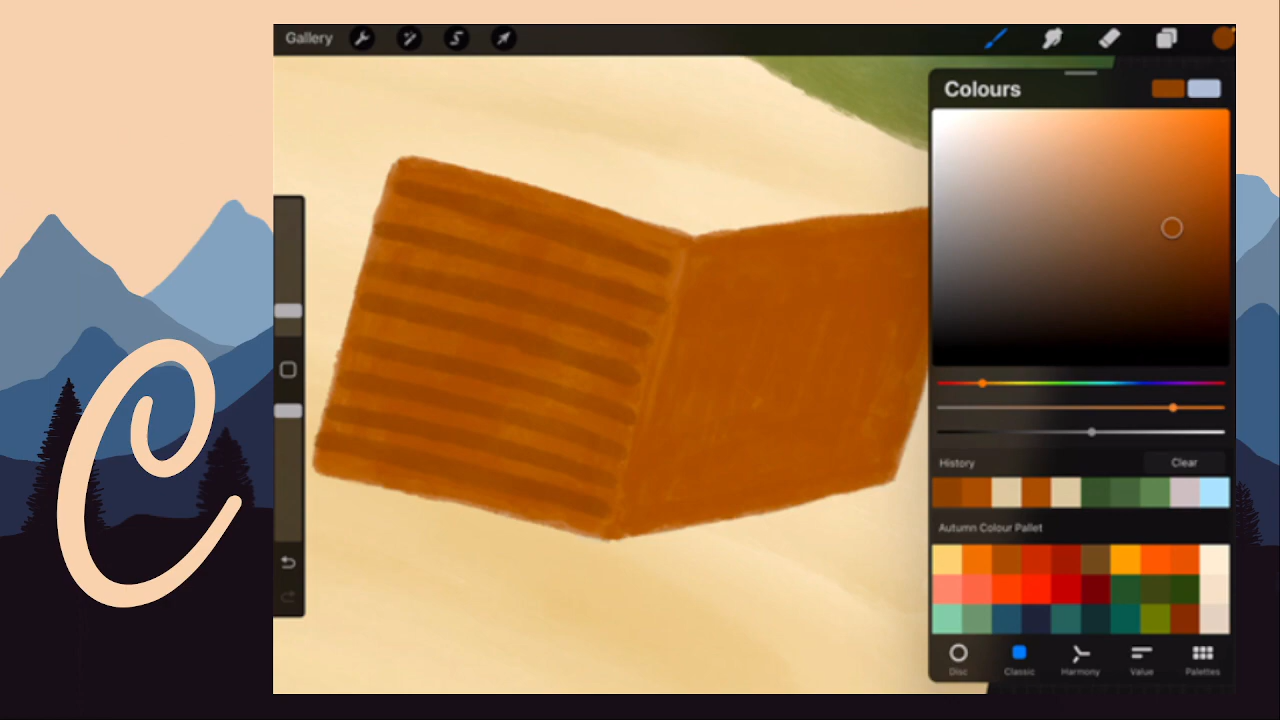 Gallery
Colours
History
Clear
Autumn Colour Pallet
Disc
Classic
Harmony
Value
Palettes
C